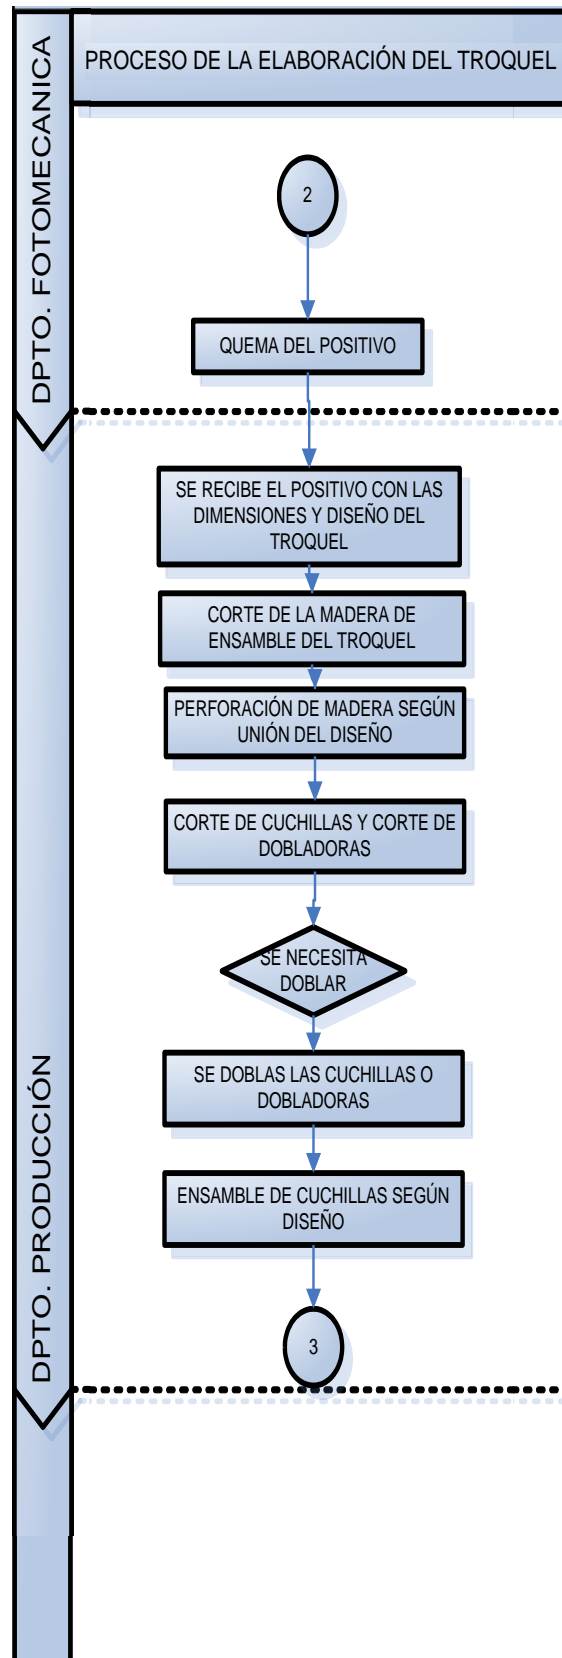 PROCESO DE LA ELABORACIÓN DEL TROQUEL
DPTO. FOTOMECANICA
2
QUEMA DEL POSITIVO
SE RECIBE EL POSITIVO CON LAS
DIMENSIONES Y DISEÑO DEL
TROQUEL
CORTE DE LA MADERA DE
ENSAMBLE DEL TROQUEL
PERFORACIÓN DE MADERA SEGÚN
UNIÓN DEL DISEÑO
CORTE DE CUCHILLAS Y CORTE DE
DOBLADORAS
SE NECESITA
DOBLAR
SE DOBLAS LAS CUCHILLAS O
DOBLADORAS
ENSAMBLE DE CUCHILLAS SEGÚN
DISEÑO
3
DPTO. PRODUCCIÓN